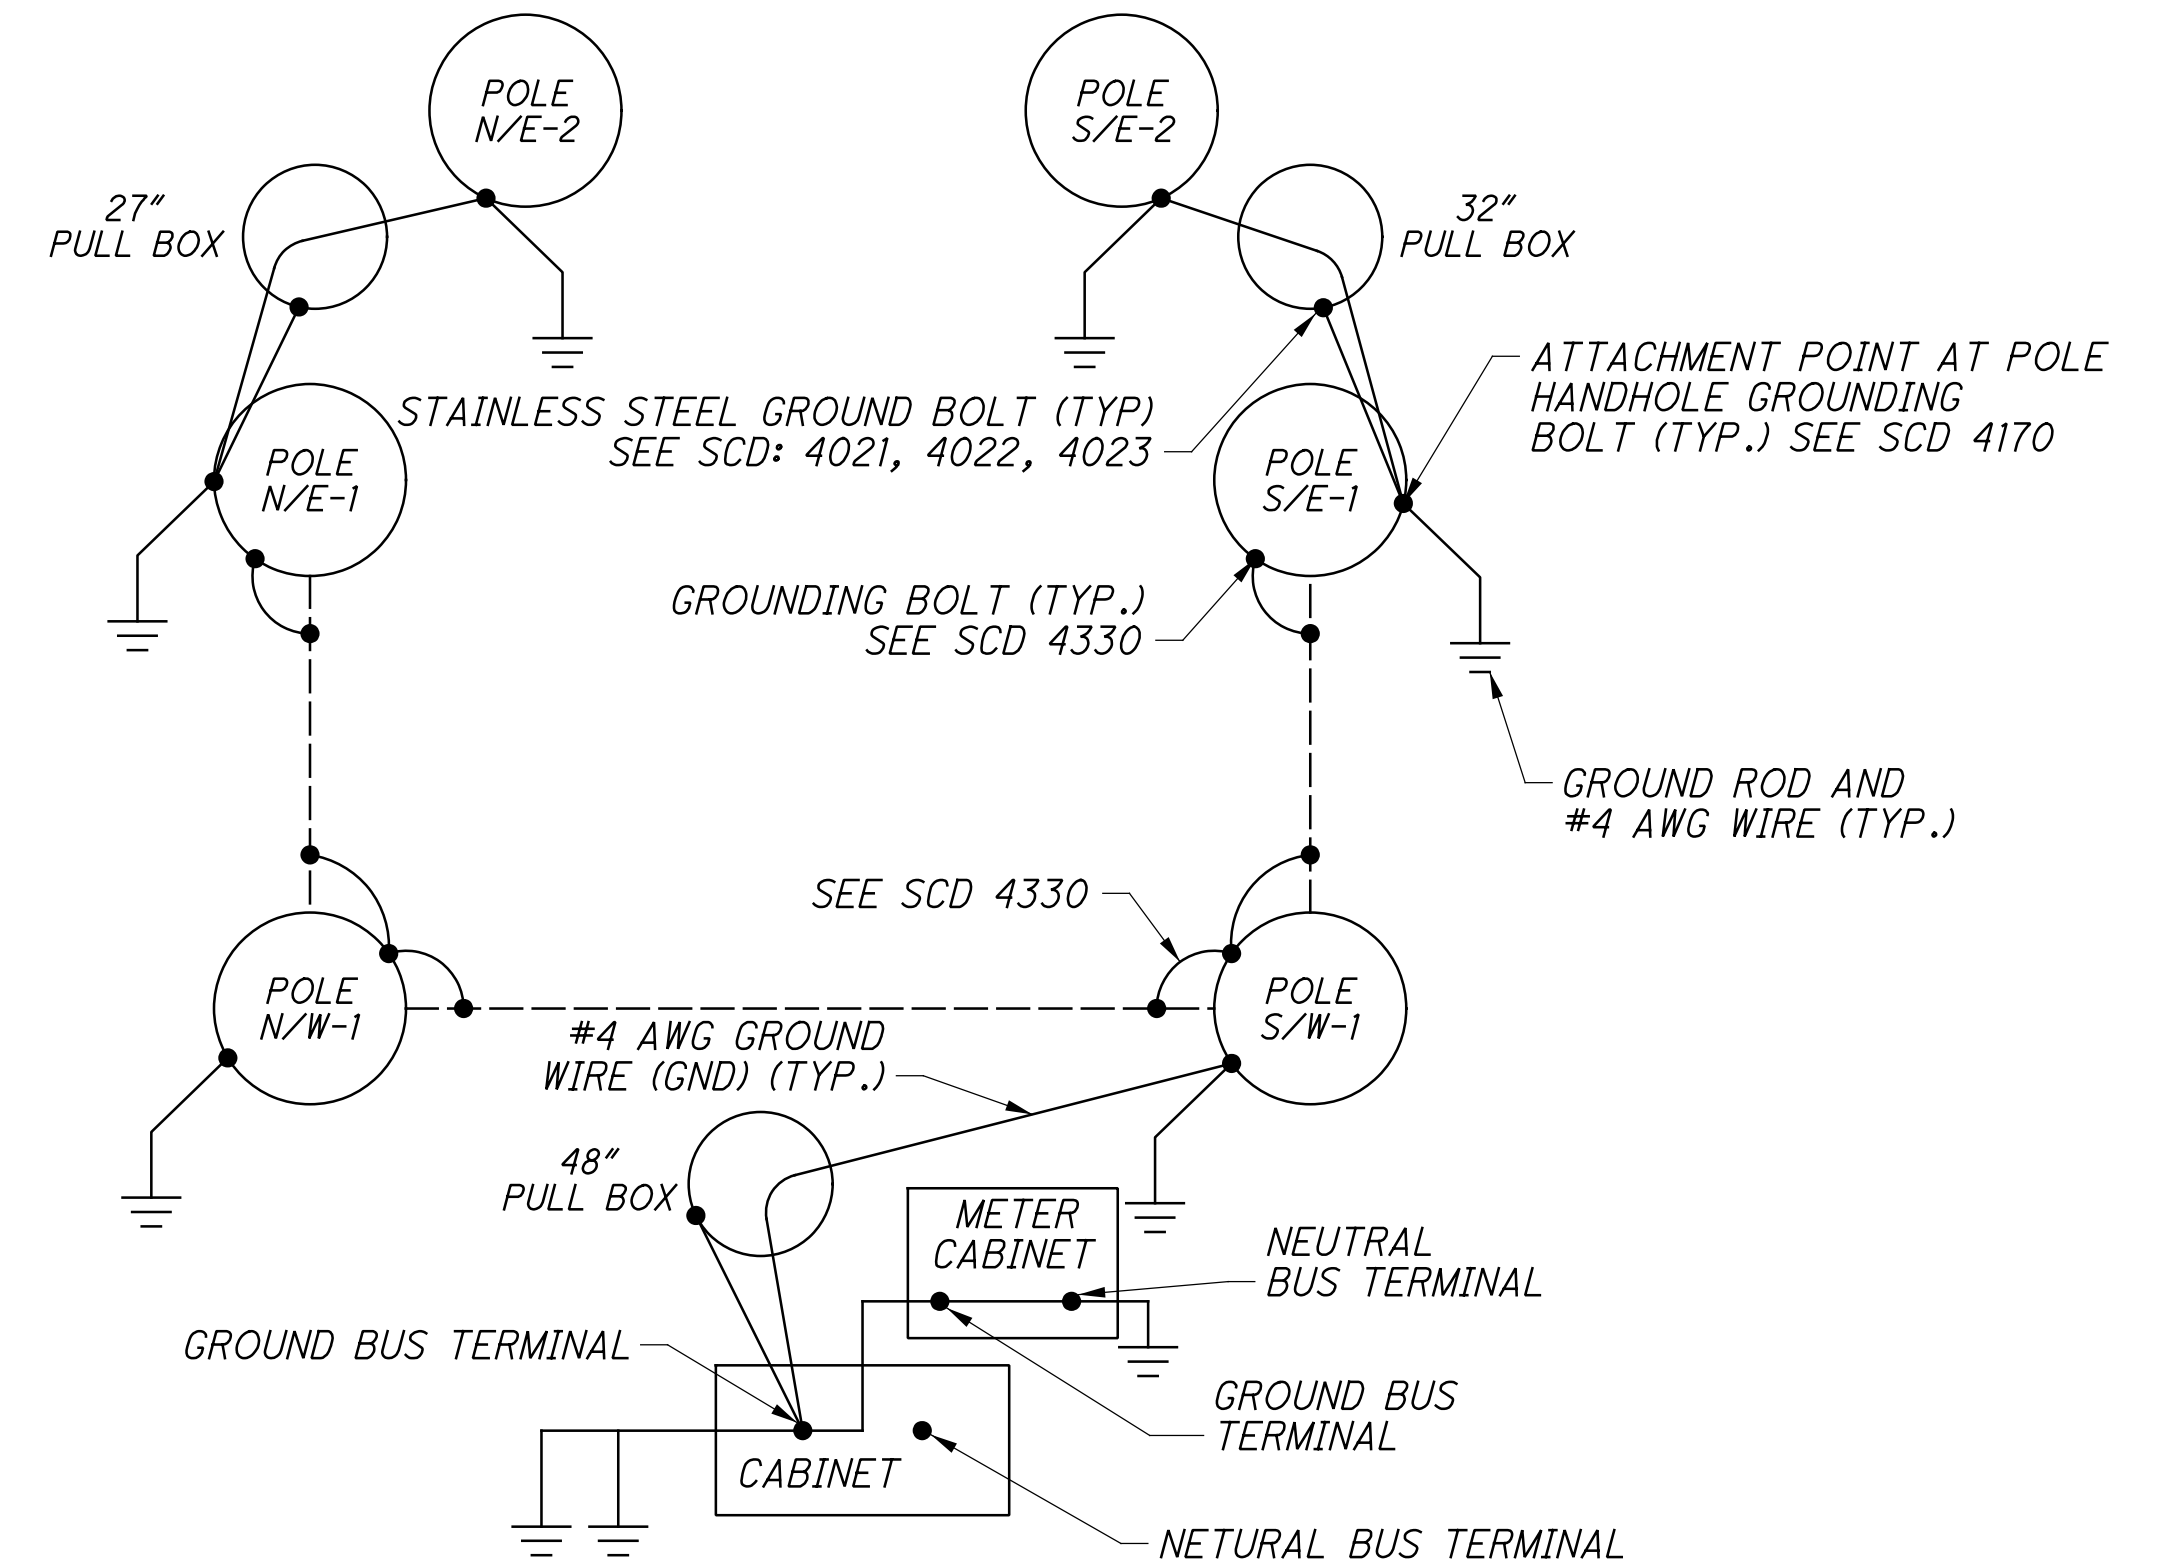 POLE
N/E-2
POLE
S/E-2
27"
PULL BOX
32"
PULL BOX
ATTACHMENT POINT AT POLE
HANDHOLE GROUNDING
BOLT (TYP.) SEE SCD 4170
STAINLESS STEEL GROUND BOLT (TYP)
SEE SCD: 4021, 4022, 4023
POLE
N/E-1
POLE
S/E-1
GROUNDING BOLT (TYP.)
SEE SCD 4330
GROUND ROD AND
#4 AWG WIRE (TYP.)
SEE SCD 4330
POLE
N/W-1
POLE
S/W-1
#4 AWG GROUND
WIRE (GND) (TYP.)
48"
PULL BOX
METER
CABINET
NEUTRAL
BUS TERMINAL
GROUND BUS TERMINAL
GROUND BUS
TERMINAL
CABINET
NETURAL BUS TERMINAL